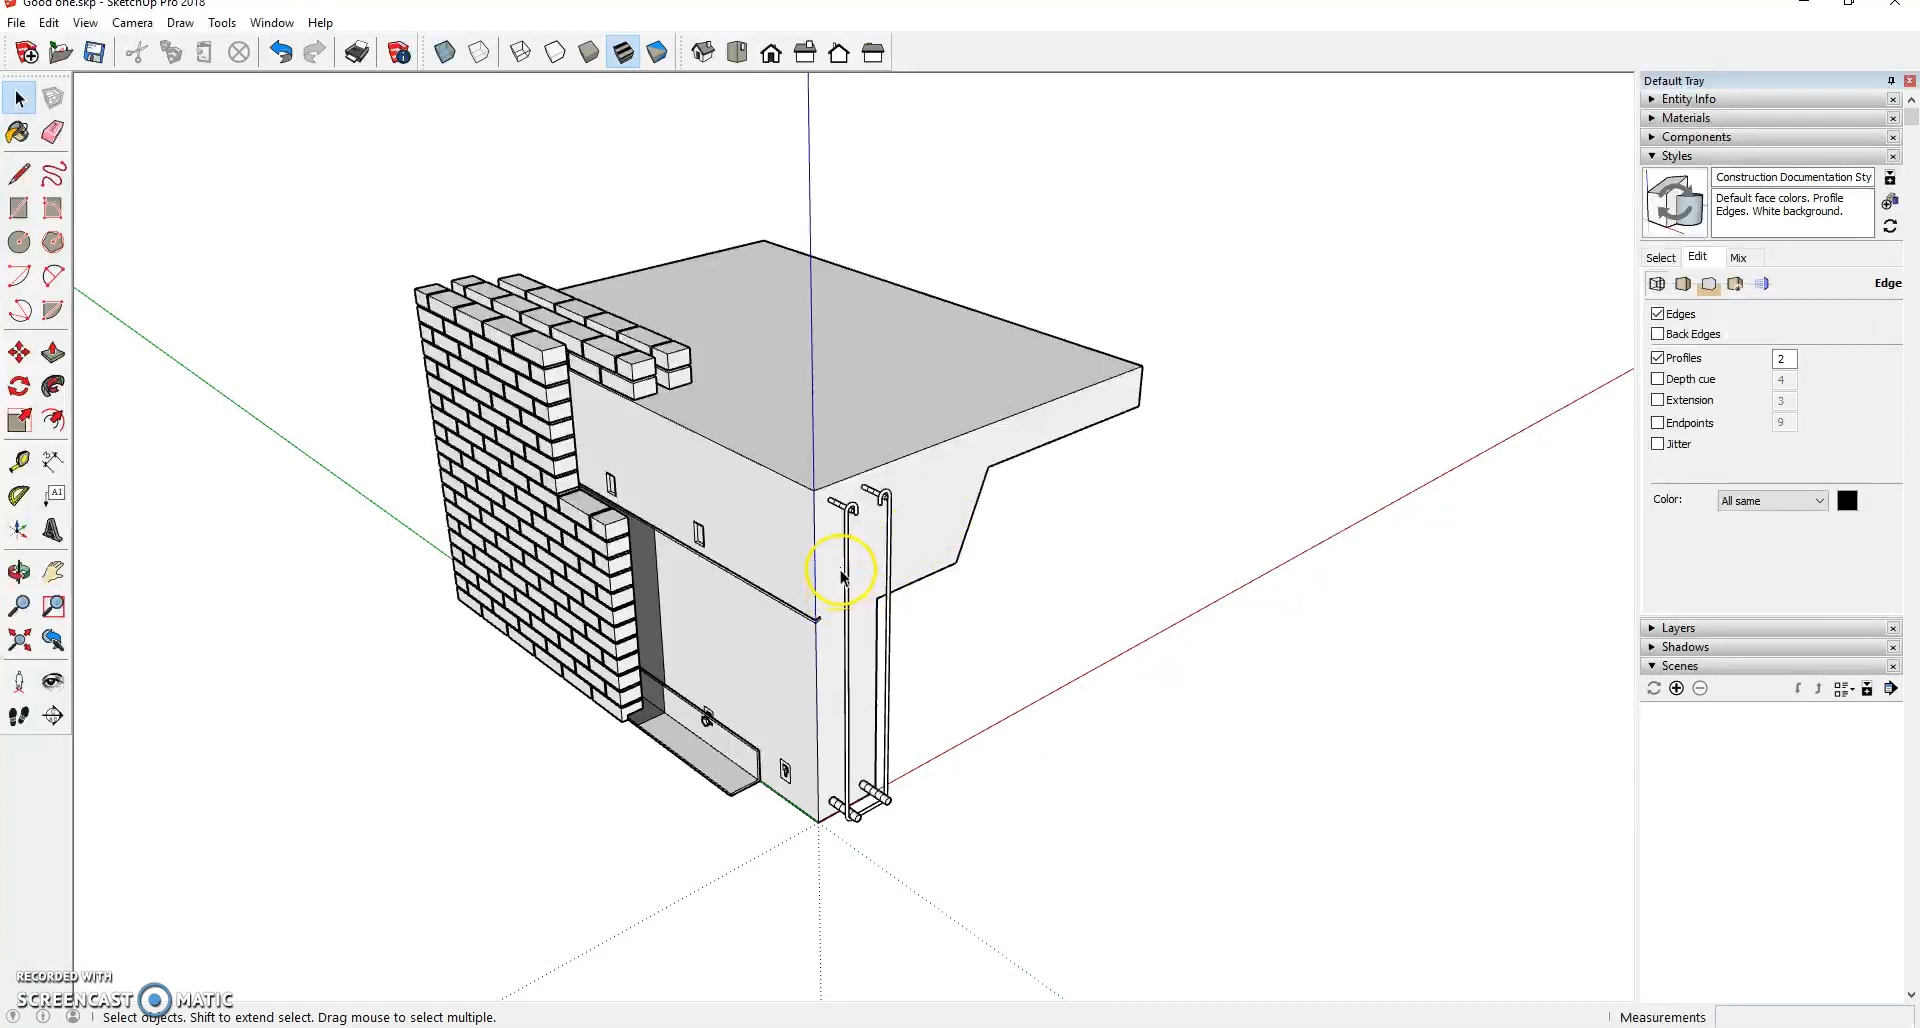 Good one.skp - SketchUp Pro 2018
File Edit View Camera Draw Tools Window Help
Default Tray
Entity Info
Materials
Components
Styles
Construction Documentation Sty
Default face colors. Profile
Edges. White background.
Select Edit Mix
Edge
Edges
Back Edges
Profiles 2
Depth cue 4
Extension 3
Endpoints 9
Jitter
Color: All same
Layers
Shadows
Scenes
A1
RECORDED WITH
SCREENCAST MATIC
Select objects. Shift to extend select. Drag mouse to select multiple.
Measurements